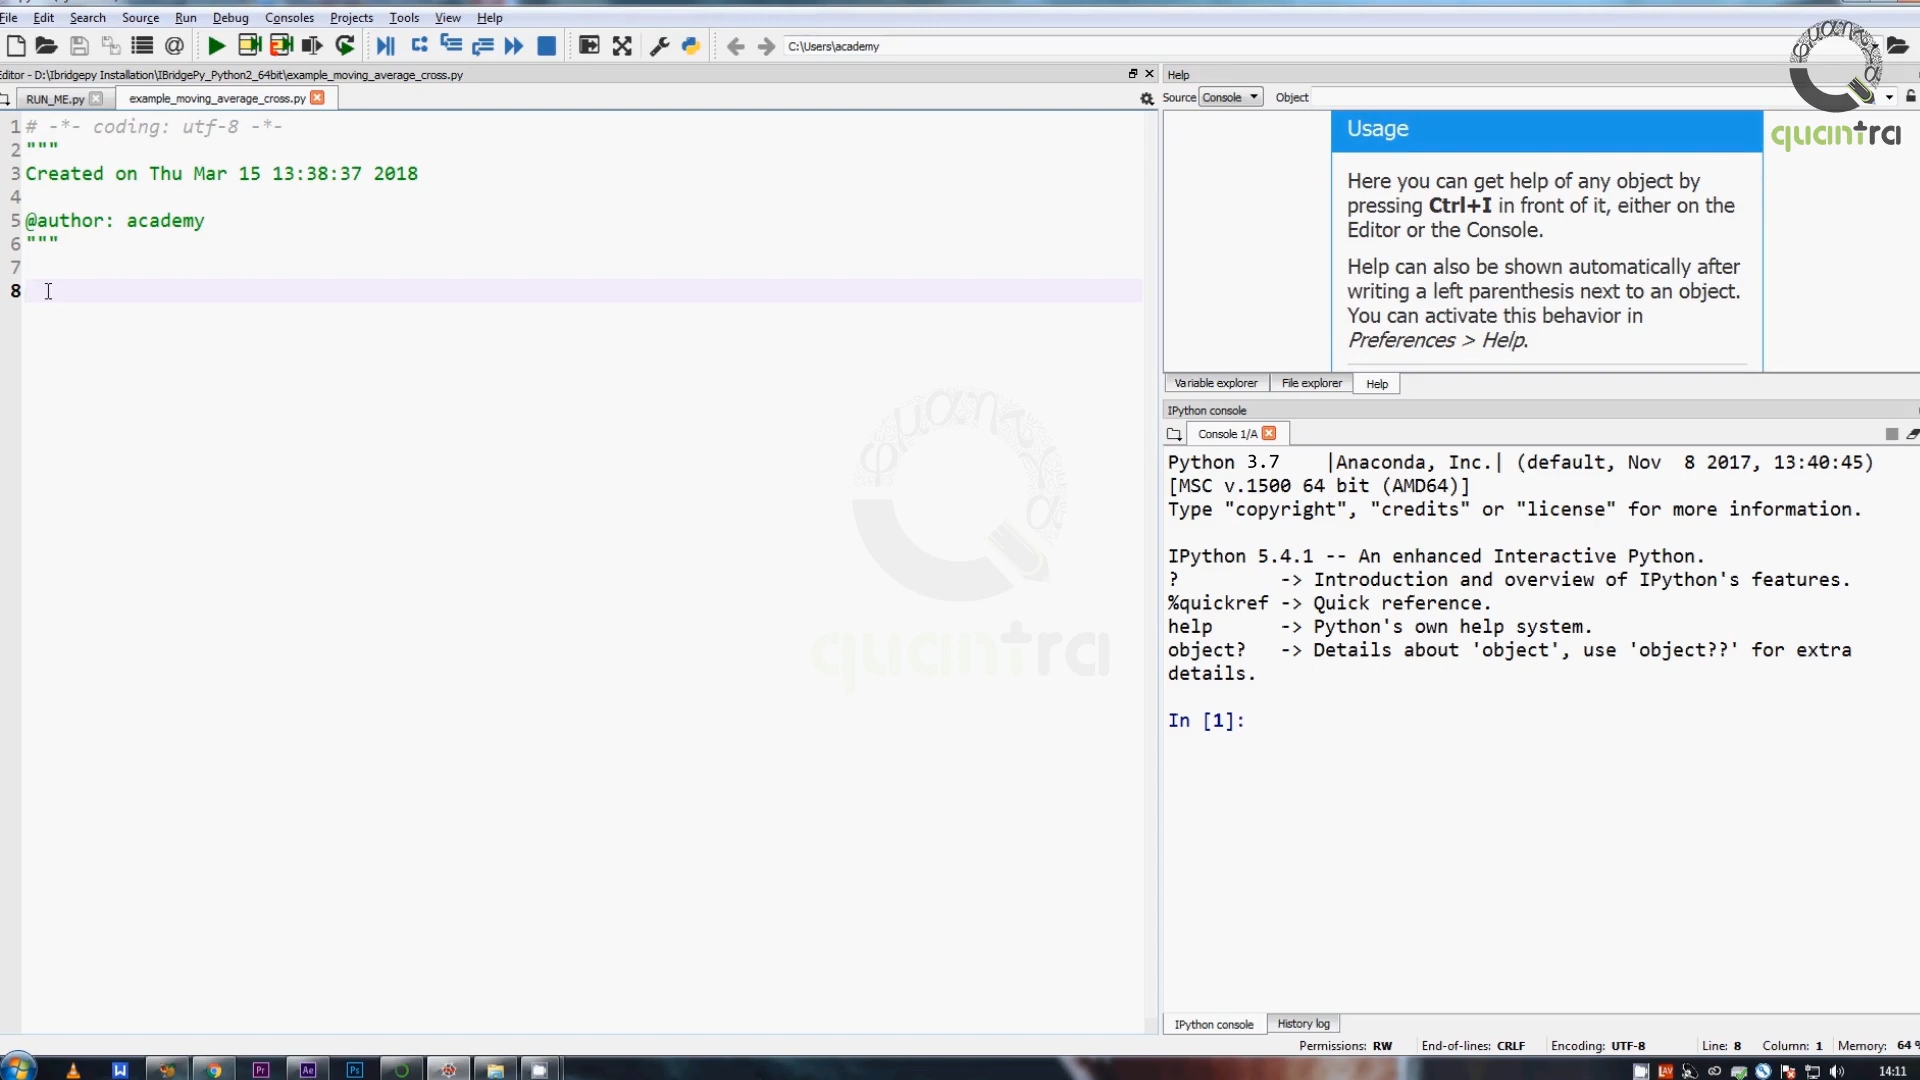 File Edit Search Source Run Debug Consoles Projects Tools View Help
C:\Users\academy
Editor - D:\Ibridgepy Installation\IBridgePy_Python2_64bit\example_moving_average_cross.py
RUN_ME.py
example_moving_average_cross.py
1 # -*- coding: utf-8 -*-
2 """
3 Created on Thu Mar 15 13:38:37 2018
4
5 @author: academy
6 """
7
8
Help
Source Console Object
Usage
Here you can get help of any object by
pressing Ctrl+I in front of it, either on the
Editor or the Console.
Help can also be shown automatically after
writing a left parenthesis next to an object.
You can activate this behavior in
Preferences > Help.
Variable explorer File explorer Help
IPython console
Console 1/A
Python 3.7 |Anaconda, Inc.| (default, Nov  8 2017, 13:40:45)
[MSC v.1500 64 bit (AMD64)]
Type "copyright", "credits" or "license" for more information.
IPython 5.4.1 -- An enhanced Interactive Python.
? -> Introduction and overview of IPython's features.
%quickref -> Quick reference.
help -> Python's own help system.
object? -> Details about 'object', use 'object??' for extra
details.
In [1]:
IPython console History log
Permissions: RW End-of-lines: CRLF Encoding: UTF-8 Line: 8 Column: 1 Memory: 64 %
W Pr Ae Ps
14:11
quantra
quantra